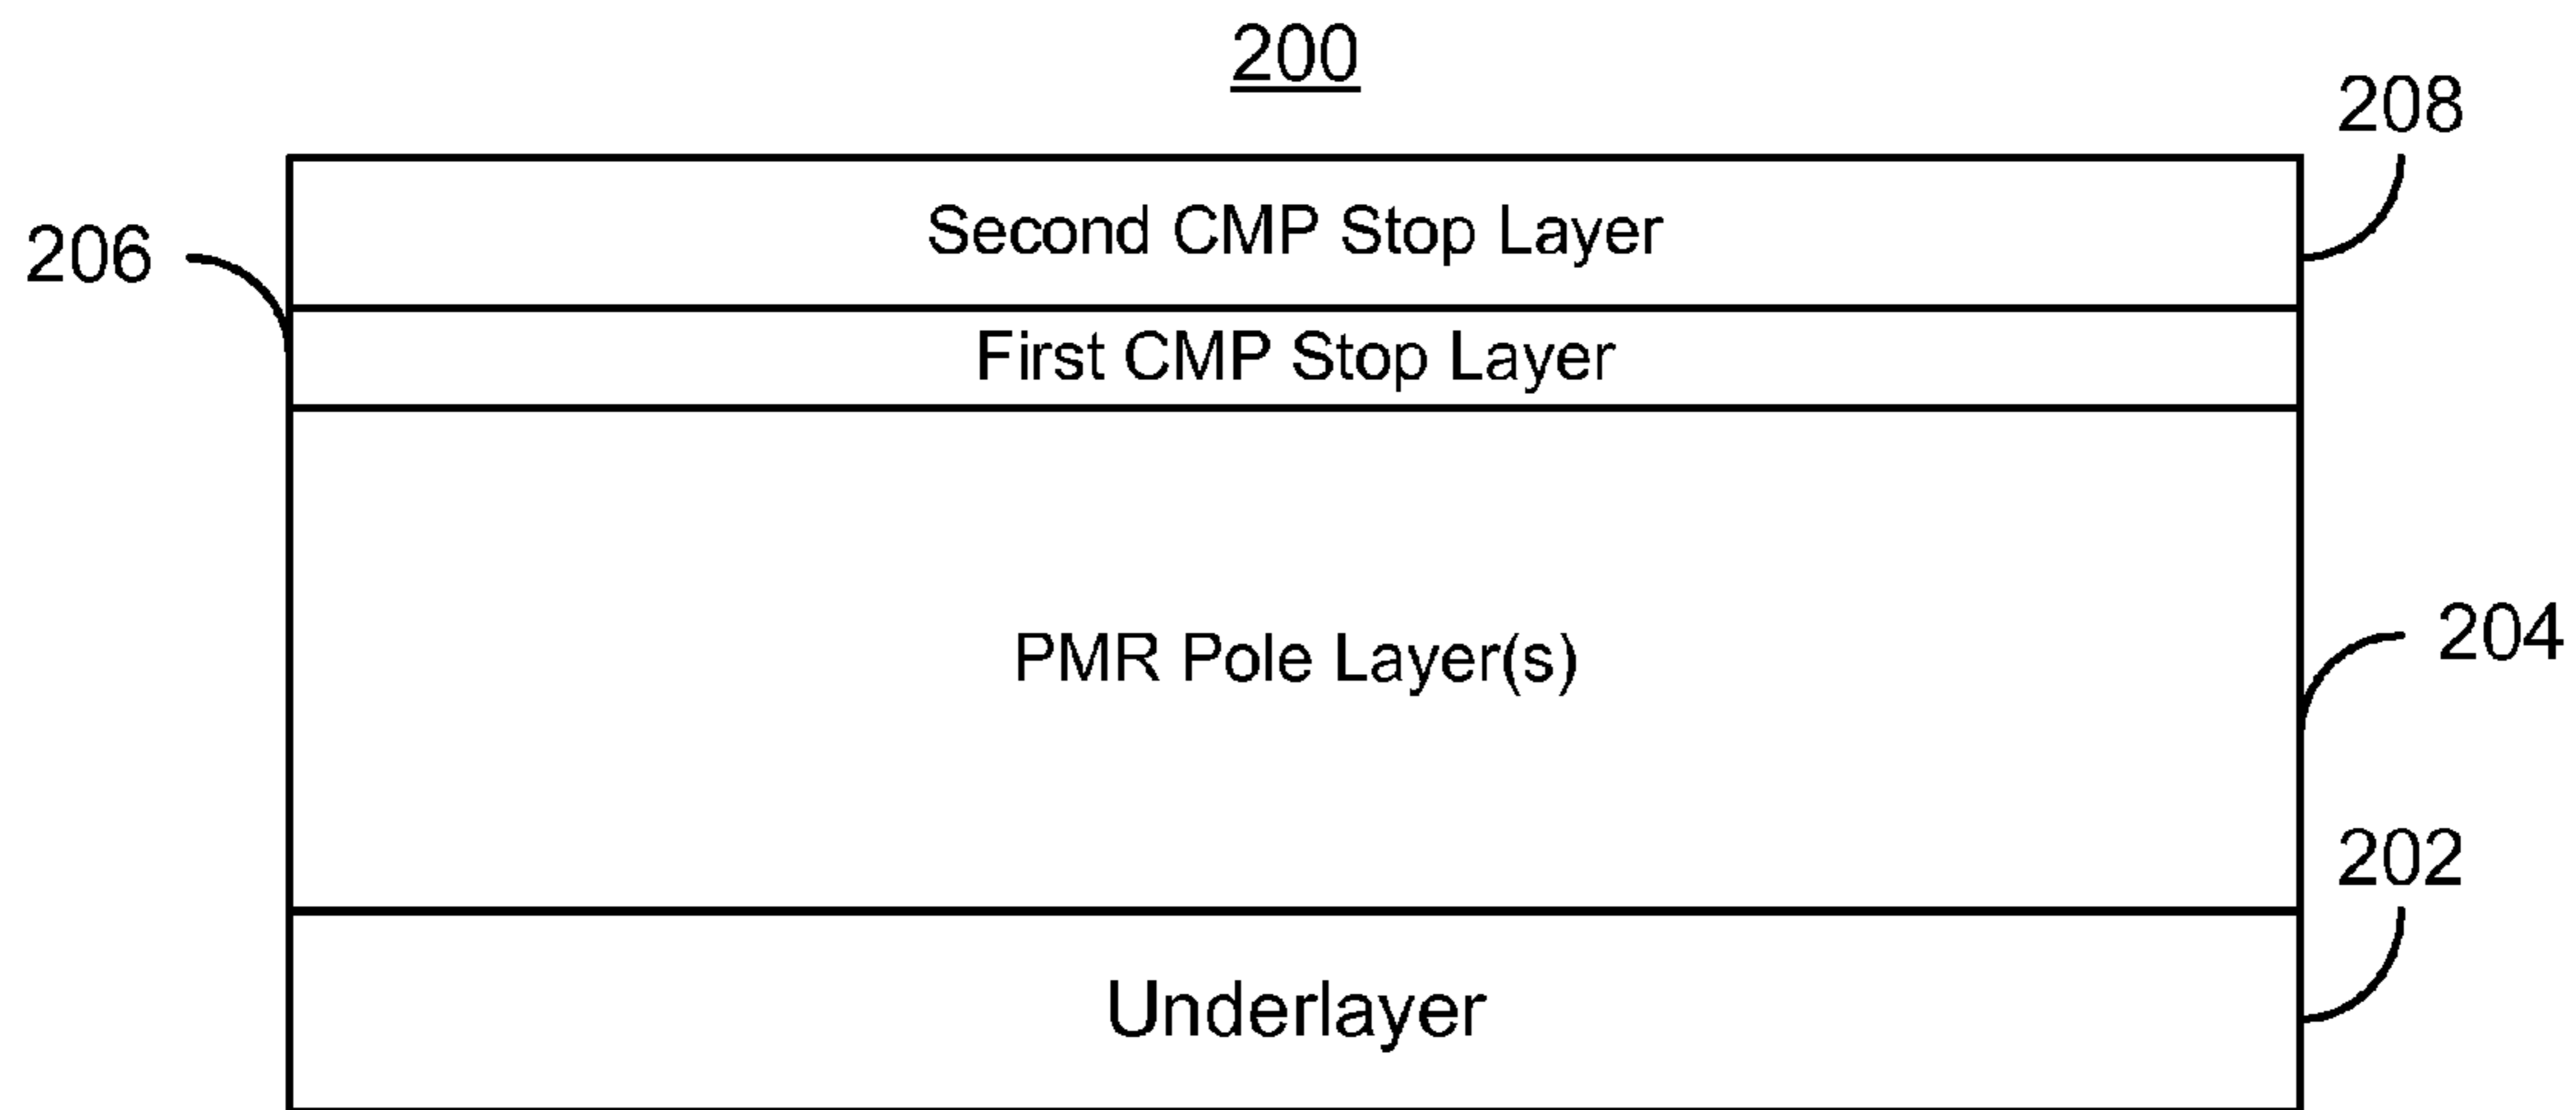 200
208
Second CMP Stop Layer
206
First CMP Stop Layer
PMR Pole Layer(s)
204
202
Underlayer